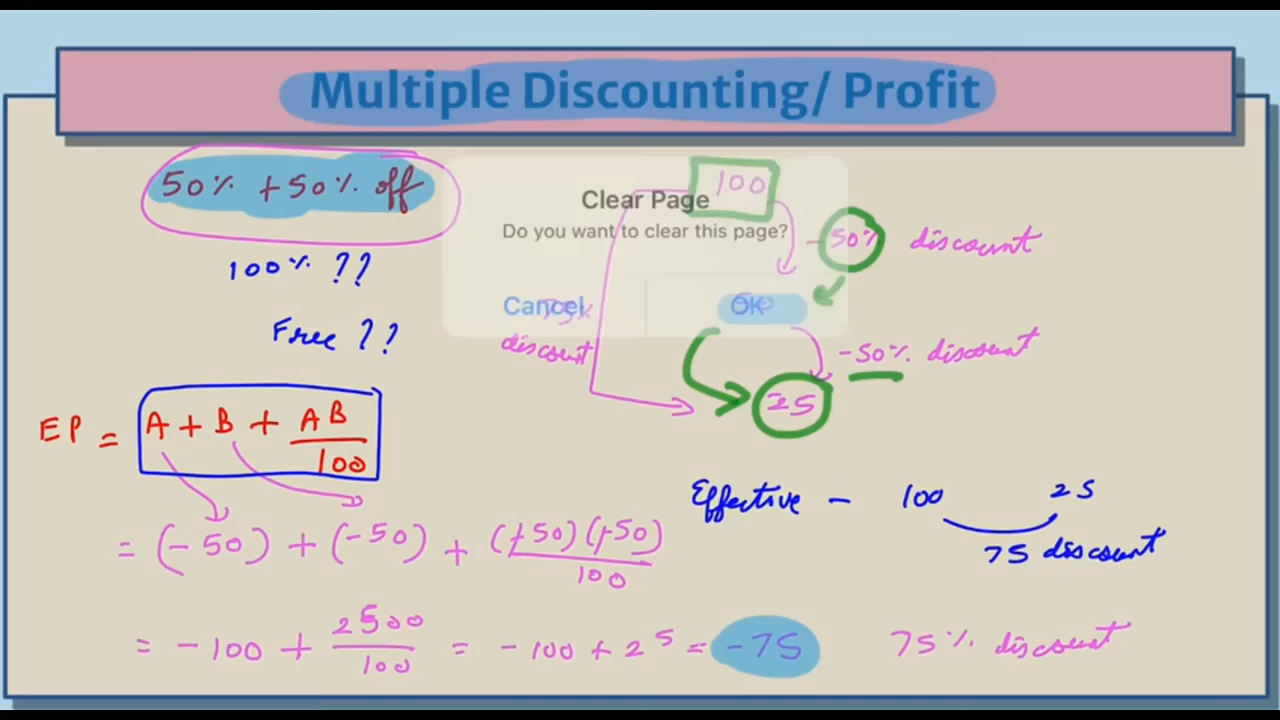 Multiple Discounting/ Profit
50% + 50% off
100% ??
Free ??
100
Clear Page
Do you want to clear this page?
Cancel
OK
- 50% discount
75%
discount
50
-50% discount
25
EP = A + B + AB
100
Effective - 100 25
75 discount
= (-50) + (-50) + (+50)(+50)
100
= -100 + 2500 = -100 + 25 = -75 75% discount
100